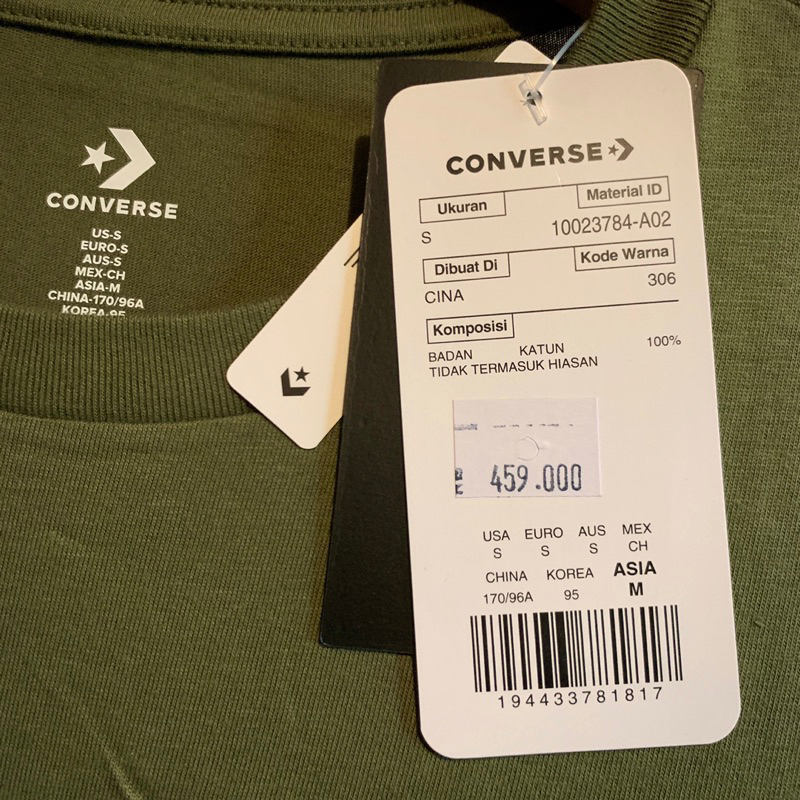 CONVERSE
US-S
EURO-S
AUS-S
MEX-CH
ASIA-M
CHINA-170/96A
KOREA-95
CONVERSE
Ukuran Material ID
S 10023784-A02
Dibuat Di Kode Warna
CINA 306
Komposisi
BADAN KATUN 100%
TIDAK TERMASUK HIASAN
459.000
USA EURO AUS MEX
S S S CH
CHINA KOREA ASIA
170/96A 95 M
194433781817